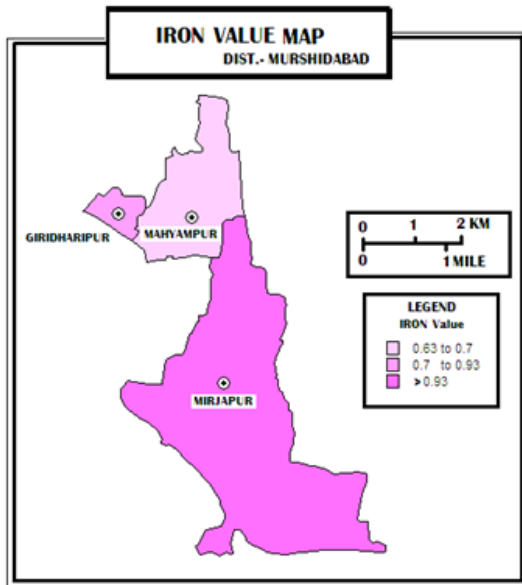 IRON VALUE MAP
DIST.- MURSHIDABAD
GIRIDHARIPUR
MAHYAMPUR
0 1 2 KM
0 1 MILE
LEGEND
IRON Value
0.63 to 0.7
0.7 to 0.93
>0.93
MIRJAPUR